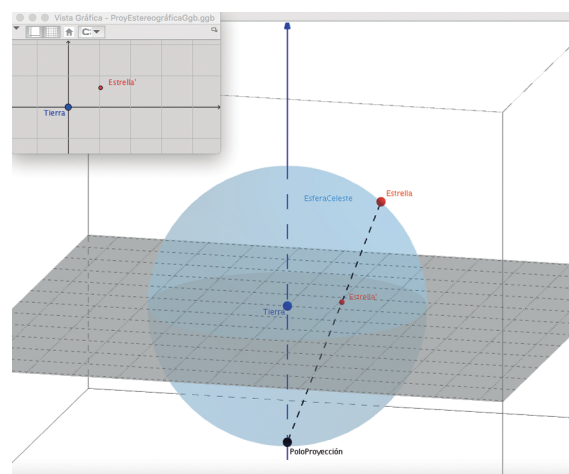 Vista Gráfica - ProyEstereográficaOgb.ggb
Estrella'
Tierra
EsferaCeleste
Estrella
Estrella'
Tierra
PoloProyección